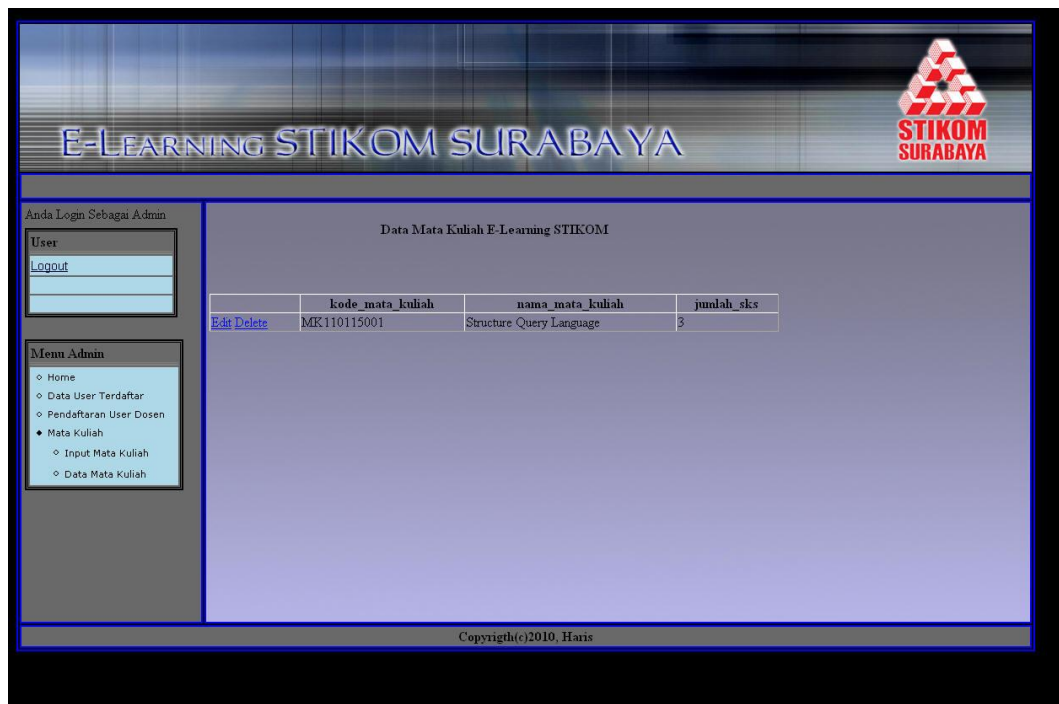 E-LEARNING STIKOM SURABAYA
STIKOM
SURABAYA
Anda Login Sebagai Admin
User
Logout
Menu Admin
Home
Data User Terdaftar
Pendaftaran User Dosen
Mata Kuliah
Input Mata Kuliah
Data Mata Kuliah
Data Mata Kuliah E-Learning STIKOM
kode_mata_kuliah nama_mata_kuliah jumlah_sks
Edit Delete MK110115001 Structure Query Language 3
Copyrigth(c)2010, Haris